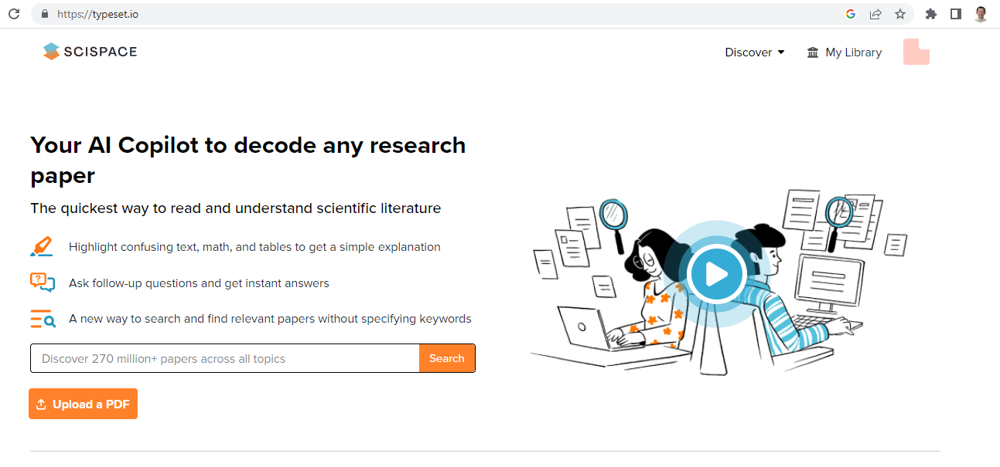 https://typeset.io
SCISPACE
Discover
My Library
Your AI Copilot to decode any research
paper
The quickest way to read and understand scientific literature
Highlight confusing text, math, and tables to get a simple explanation
Ask follow-up questions and get instant answers
A new way to search and find relevant papers without specifying keywords
Discover 270 million+ papers across all topics
Search
Upload a PDF